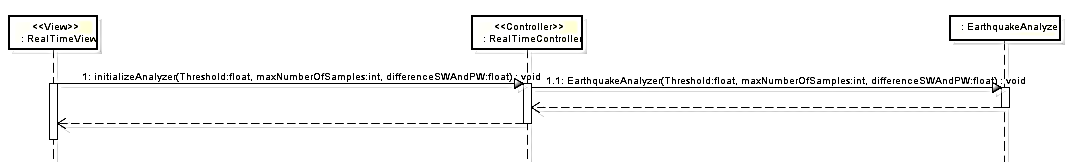 <<View>>
: RealTimeView
<<Controller>>
: RealTimeController
: EarthquakeAnalyze
1: initializeAnalyzer(Threshold:float, maxNumberOfSamples:int, differenceSWAndPW:float) : void
1.1: EarthquakeAnalyzer(Threshold:float, maxNumberOfSamples:int, differenceSWAndPW:float) : void